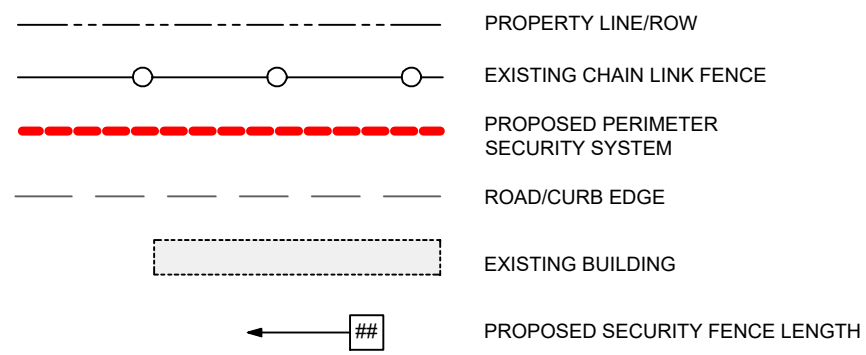 PROPERTY LINE/ROW
EXISTING CHAIN LINK FENCE
PROPOSED PERIMETER
SECURITY SYSTEM
ROAD/CURB EDGE
EXISTING BUILDING
## PROPOSED SECURITY FENCE LENGTH